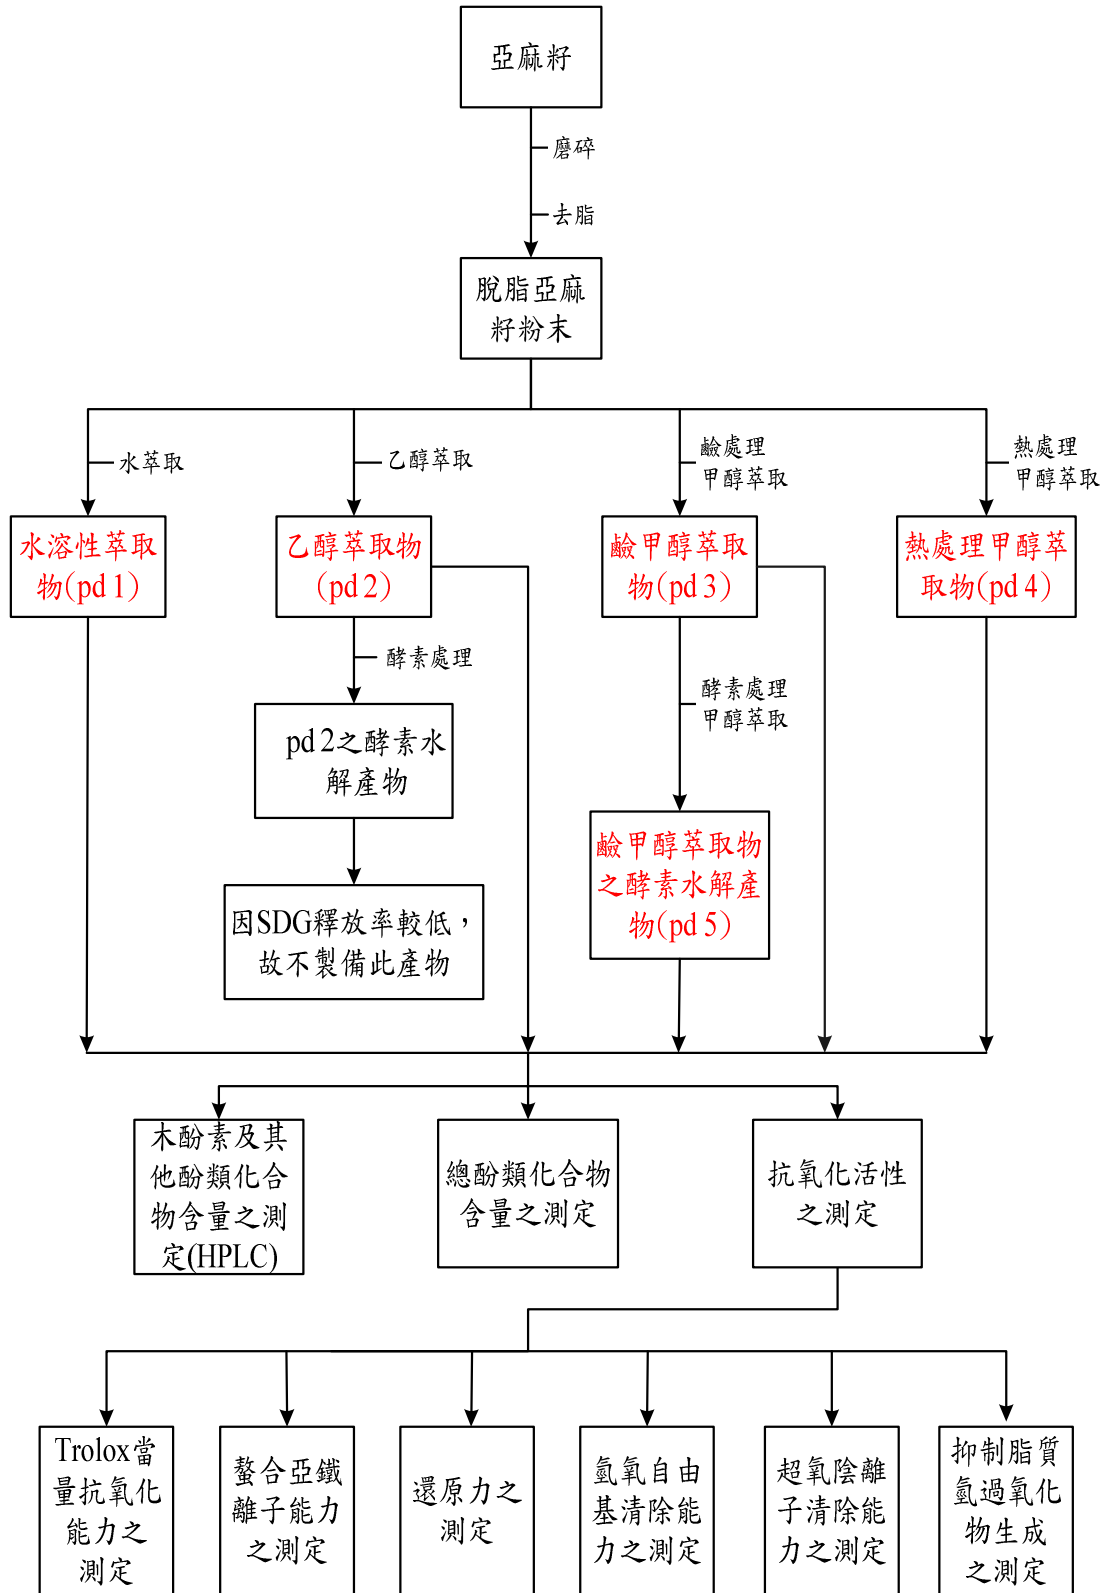 亞麻籽
磨碎
去脂
脫脂亞麻
籽粉末
水萃取
乙醇萃取
鹼處理
甲醇萃取
熱處理
甲醇萃取
水溶性萃取
物(pd 1)
乙醇萃取物
(pd 2)
鹼甲醇萃取
物(pd 3)
熱處理甲醇萃
取物(pd 4)
酵素處理
酵素處理
甲醇萃取
pd 2之酵素水
解產物
鹼甲醇萃取物
之酵素水解產
物(pd 5)
因SDG釋放率較低，
故不製備此產物
木酚素及其
他酚類化合
物含量之測
定(HPLC)
總酚類化合物
含量之測定
抗氧化活性
之測定
Trolox當
量抗氧化
能力之
測定
螯合亞鐵
離子能力
之測定
還原力之
測定
氫氧自由
基清除能
力之測定
超氧陰離
子清除能
力之測定
抑制脂質
氫過氧化
物生成
之測定